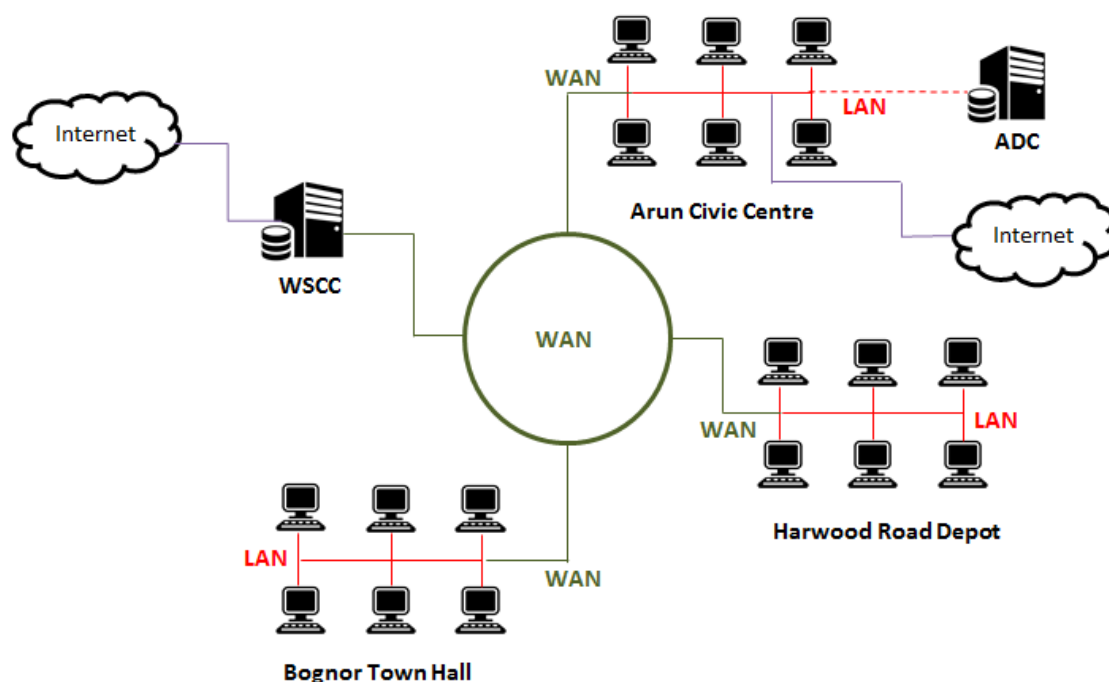 WAN
LAN
ADC
Internet
Arun Civic Centre
Internet
WSCC
WAN
WAN
LAN
Harwood Road Depot
LAN
WAN
Bognor Town Hall